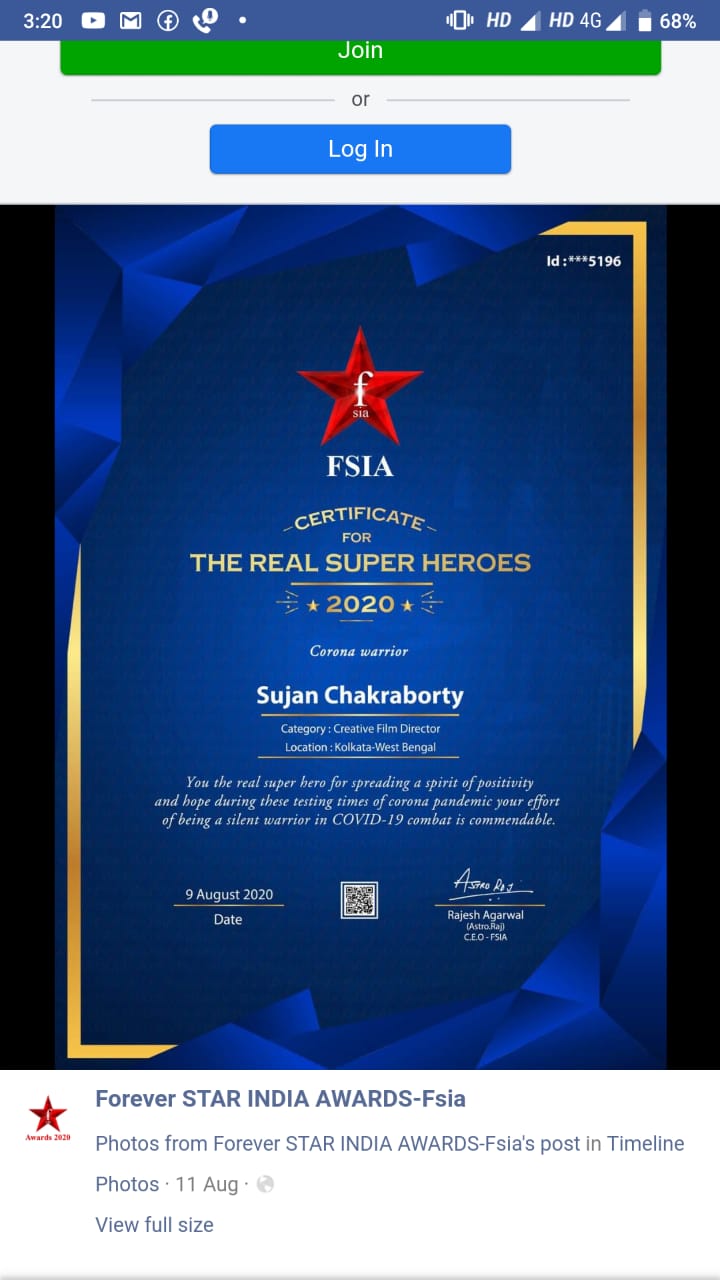 3:20 HD HD 4G 68%
Join
or
Log In
Id :***5196
f
sia
FSIA
CERTIFICATE
FOR
THE REAL SUPER HEROES
2020
Corona warrior
Sujan Chakraborty
Category : Creative Film Director
Location : Kolkata-West Bengal
You the real super hero for spreading a spirit of positivity
and hope during these testing times of corona pandemic your effort
of being a silent warrior in COVID-19 combat is commendable.
Astro Raj
9 August 2020
Date
Rajesh Agarwal
(Astro.Raj)
C.E.O - FSIA
f
Awards 2020
Forever STAR INDIA AWARDS-Fsia
Photos from Forever STAR INDIA AWARDS-Fsia's post in Timeline
Photos · 11 Aug ·
View full size